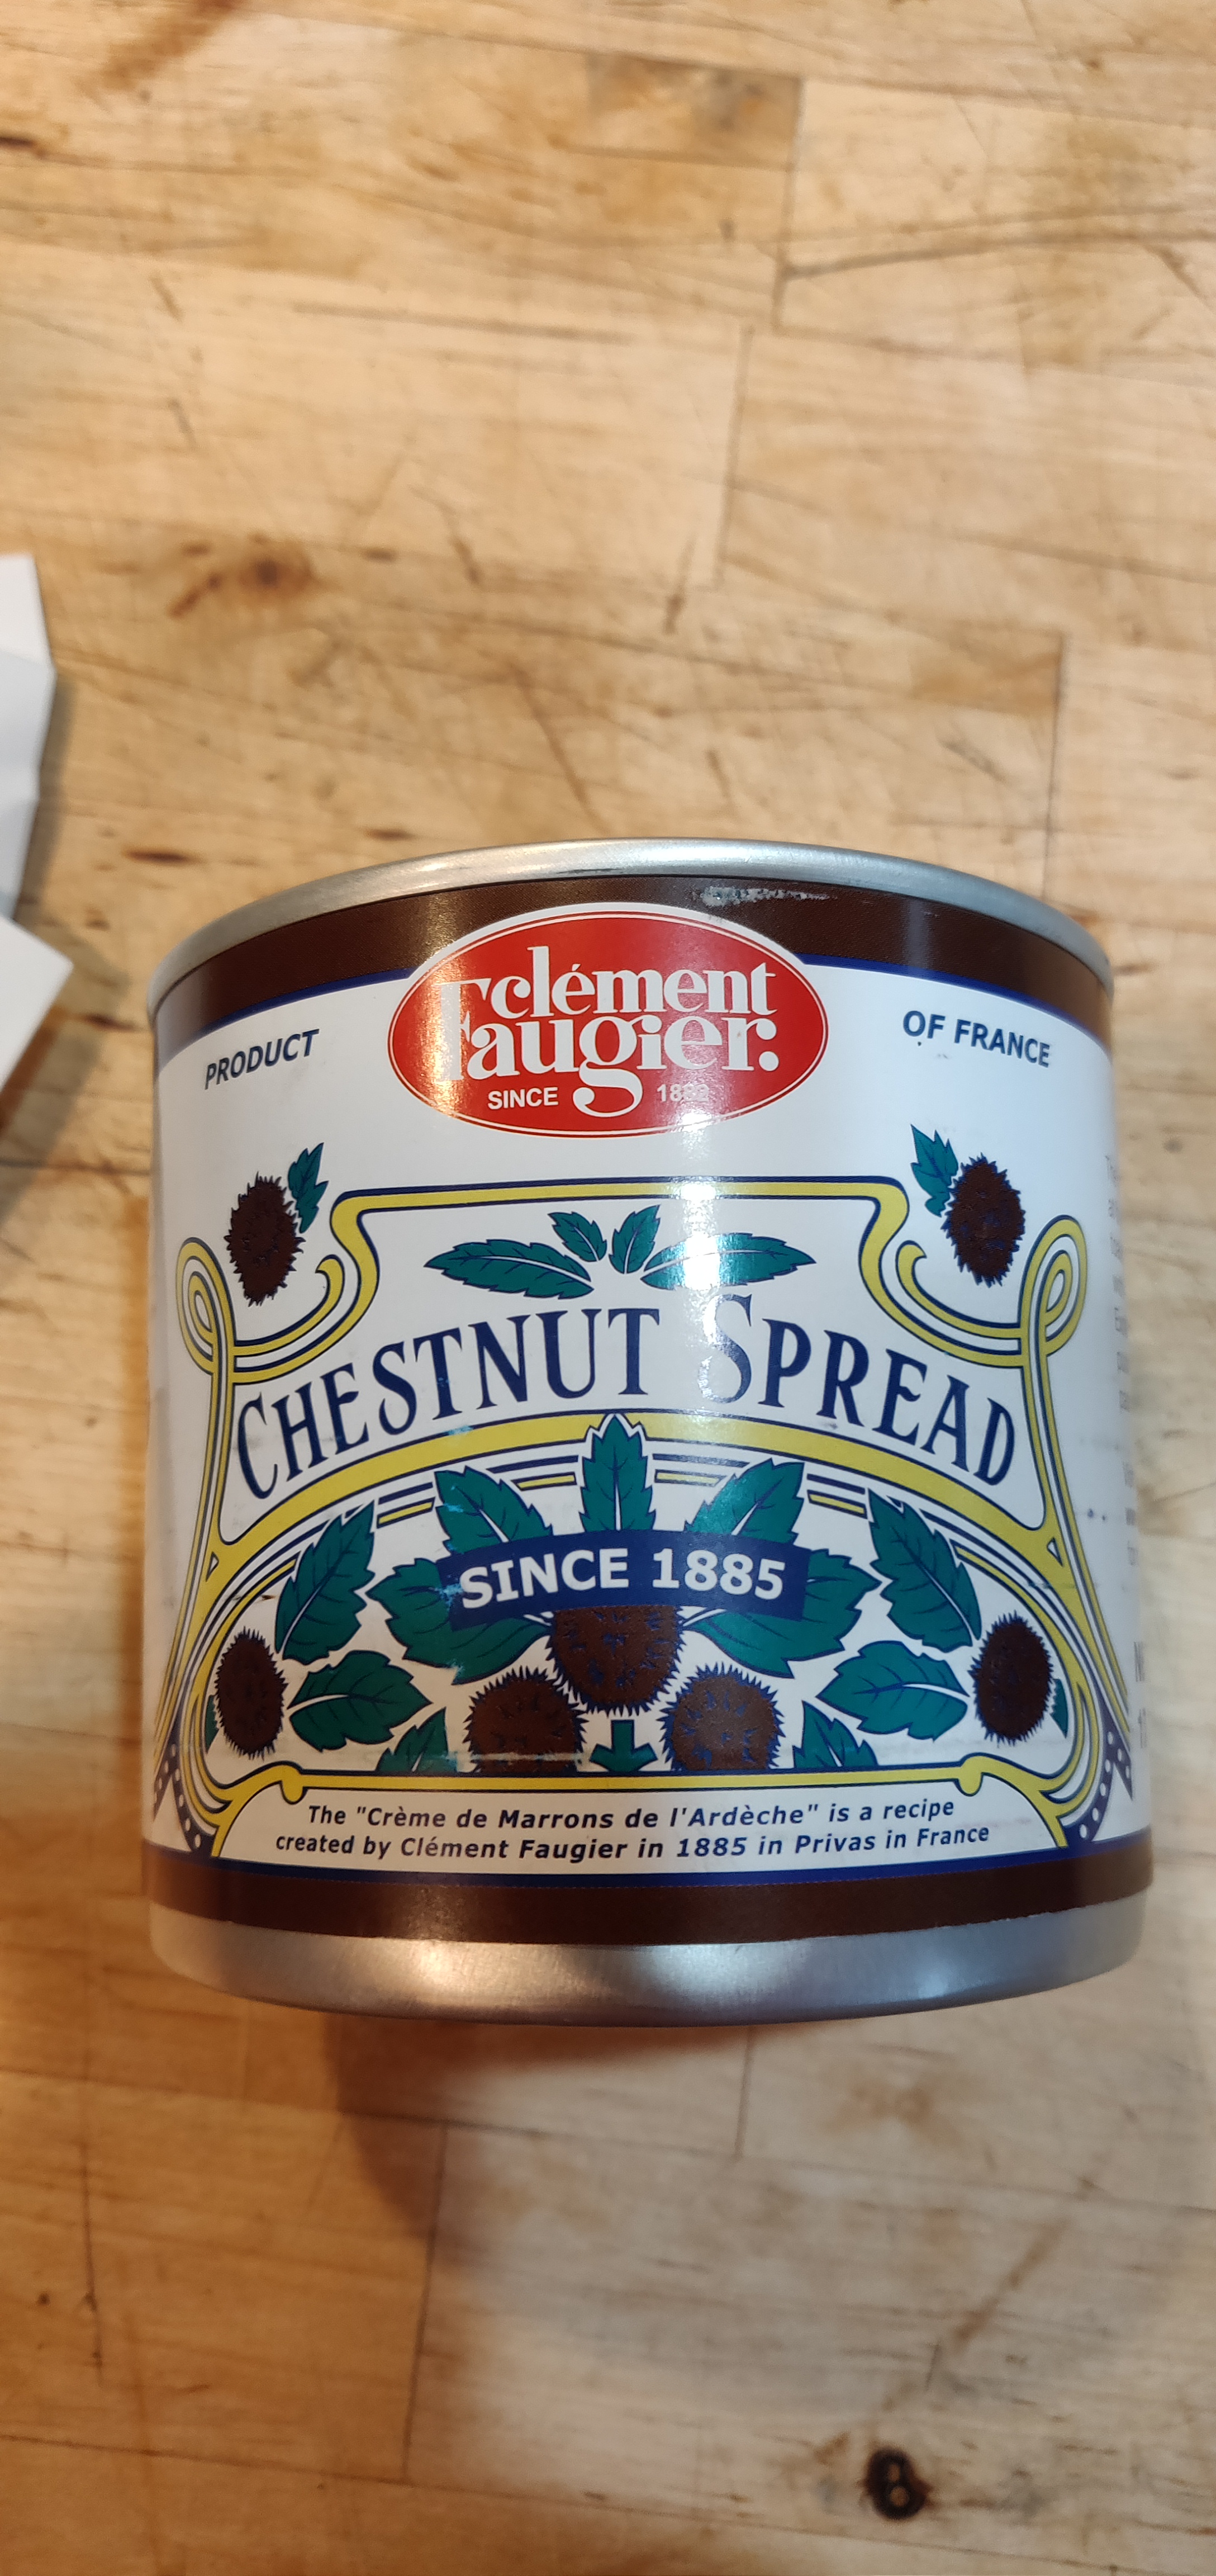 clément
Faugier.
SINCE
PRODUCT
OF FRANCE
CHESTNUT SPREAD
SINCE 1885
The "Crème de Marrons de l'Ardèche" is a recipe
created by Clément Faugier in 1885 in Privas in France